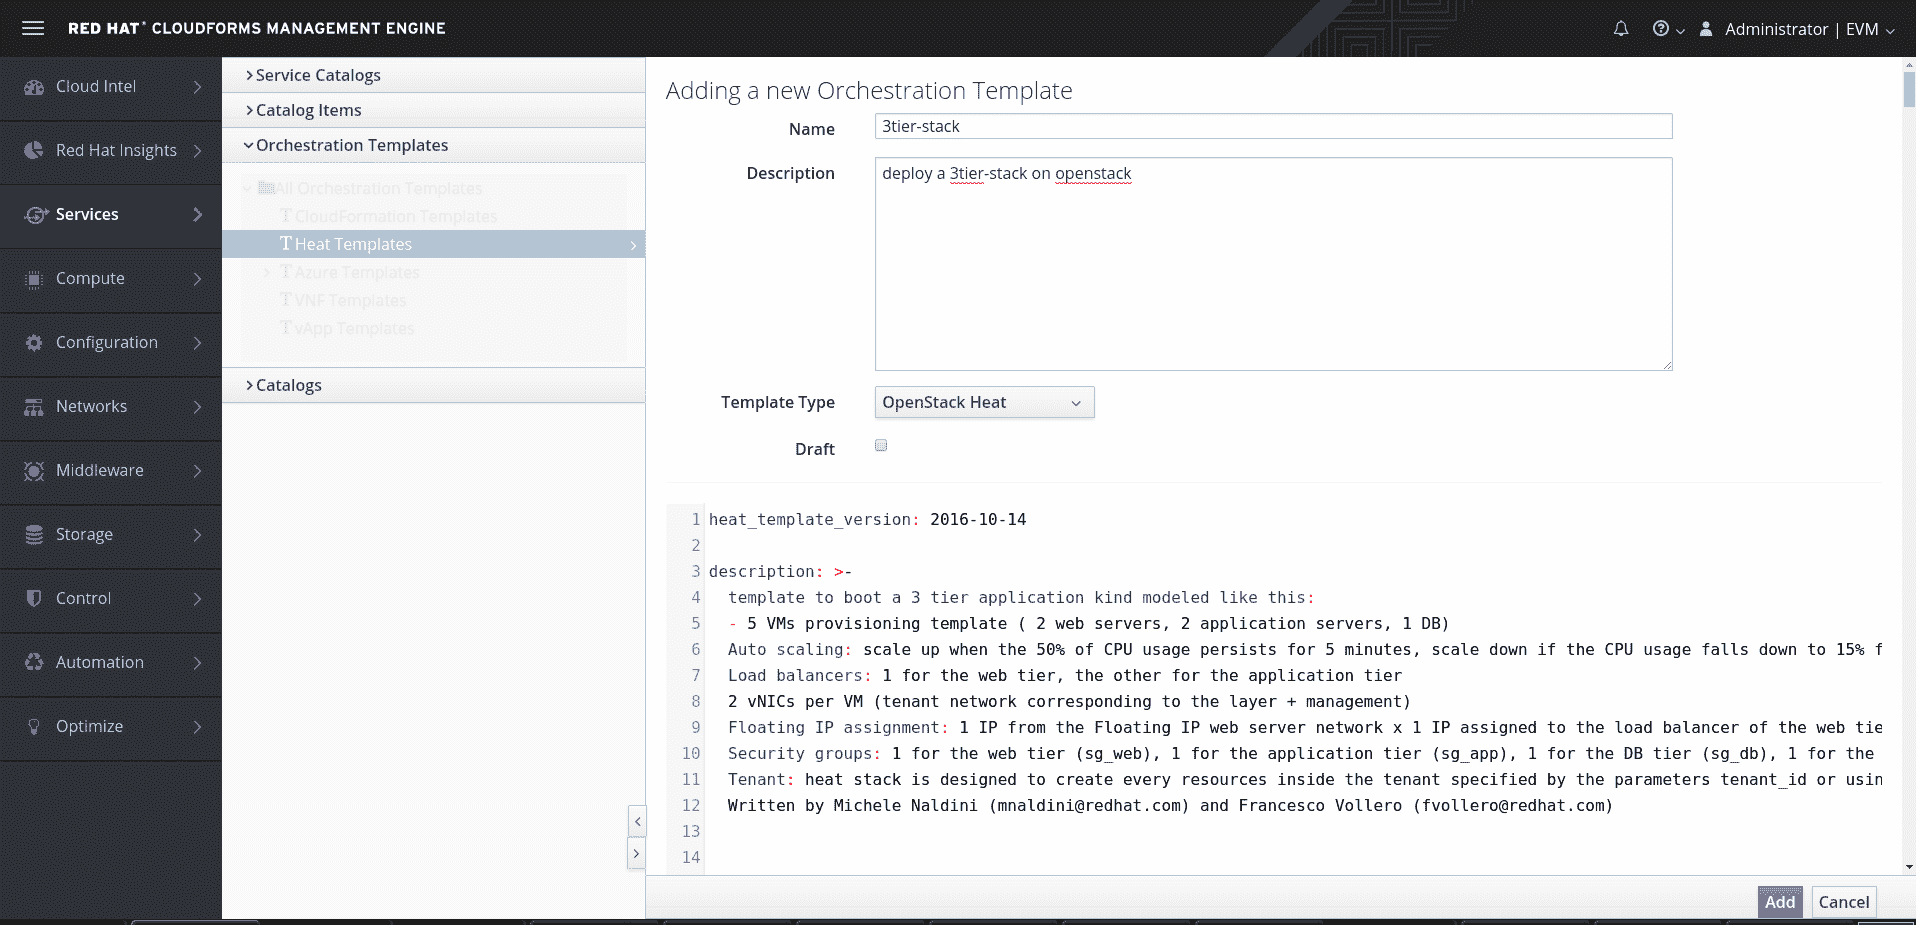 RED HAT® CLOUDFORMS MANAGEMENT ENGINE
Administrator | EVM
Cloud Intel
Red Hat Insights
Services
Compute
Configuration
Networks
Middleware
Storage
Control
Automation
Optimize
Service Catalogs
Catalog Items
Orchestration Templates
All Orchestration Templates
CloudFormation Templates
Heat Templates
Azure Templates
VNF Templates
vApp Templates
Catalogs
Adding a new Orchestration Template
Name 3tier-stack
Description deploy a 3tier-stack on openstack
Template Type OpenStack Heat
Draft
1 heat_template_version: 2016-10-14
2
3 description: >-
4 template to boot a 3 tier application kind modeled like this:
5 - 5 VMs provisioning template ( 2 web servers, 2 application servers, 1 DB)
6 Auto scaling: scale up when the 50% of CPU usage persists for 5 minutes, scale down if the CPU usage falls down to 15% f
7 Load balancers: 1 for the web tier, the other for the application tier
8 2 vNICs per VM (tenant network corresponding to the layer + management)
9 Floating IP assignment: 1 IP from the Floating IP web server network x 1 IP assigned to the load balancer of the web tie
10 Security groups: 1 for the web tier (sg_web), 1 for the application tier (sg_app), 1 for the DB tier (sg_db), 1 for the
11 Tenant: heat stack is designed to create every resources inside the tenant specified by the parameters tenant_id or usin
12 Written by Michele Naldini (mnaldini@redhat.com) and Francesco Vollero (fvollero@redhat.com)
13
14
Add Cancel